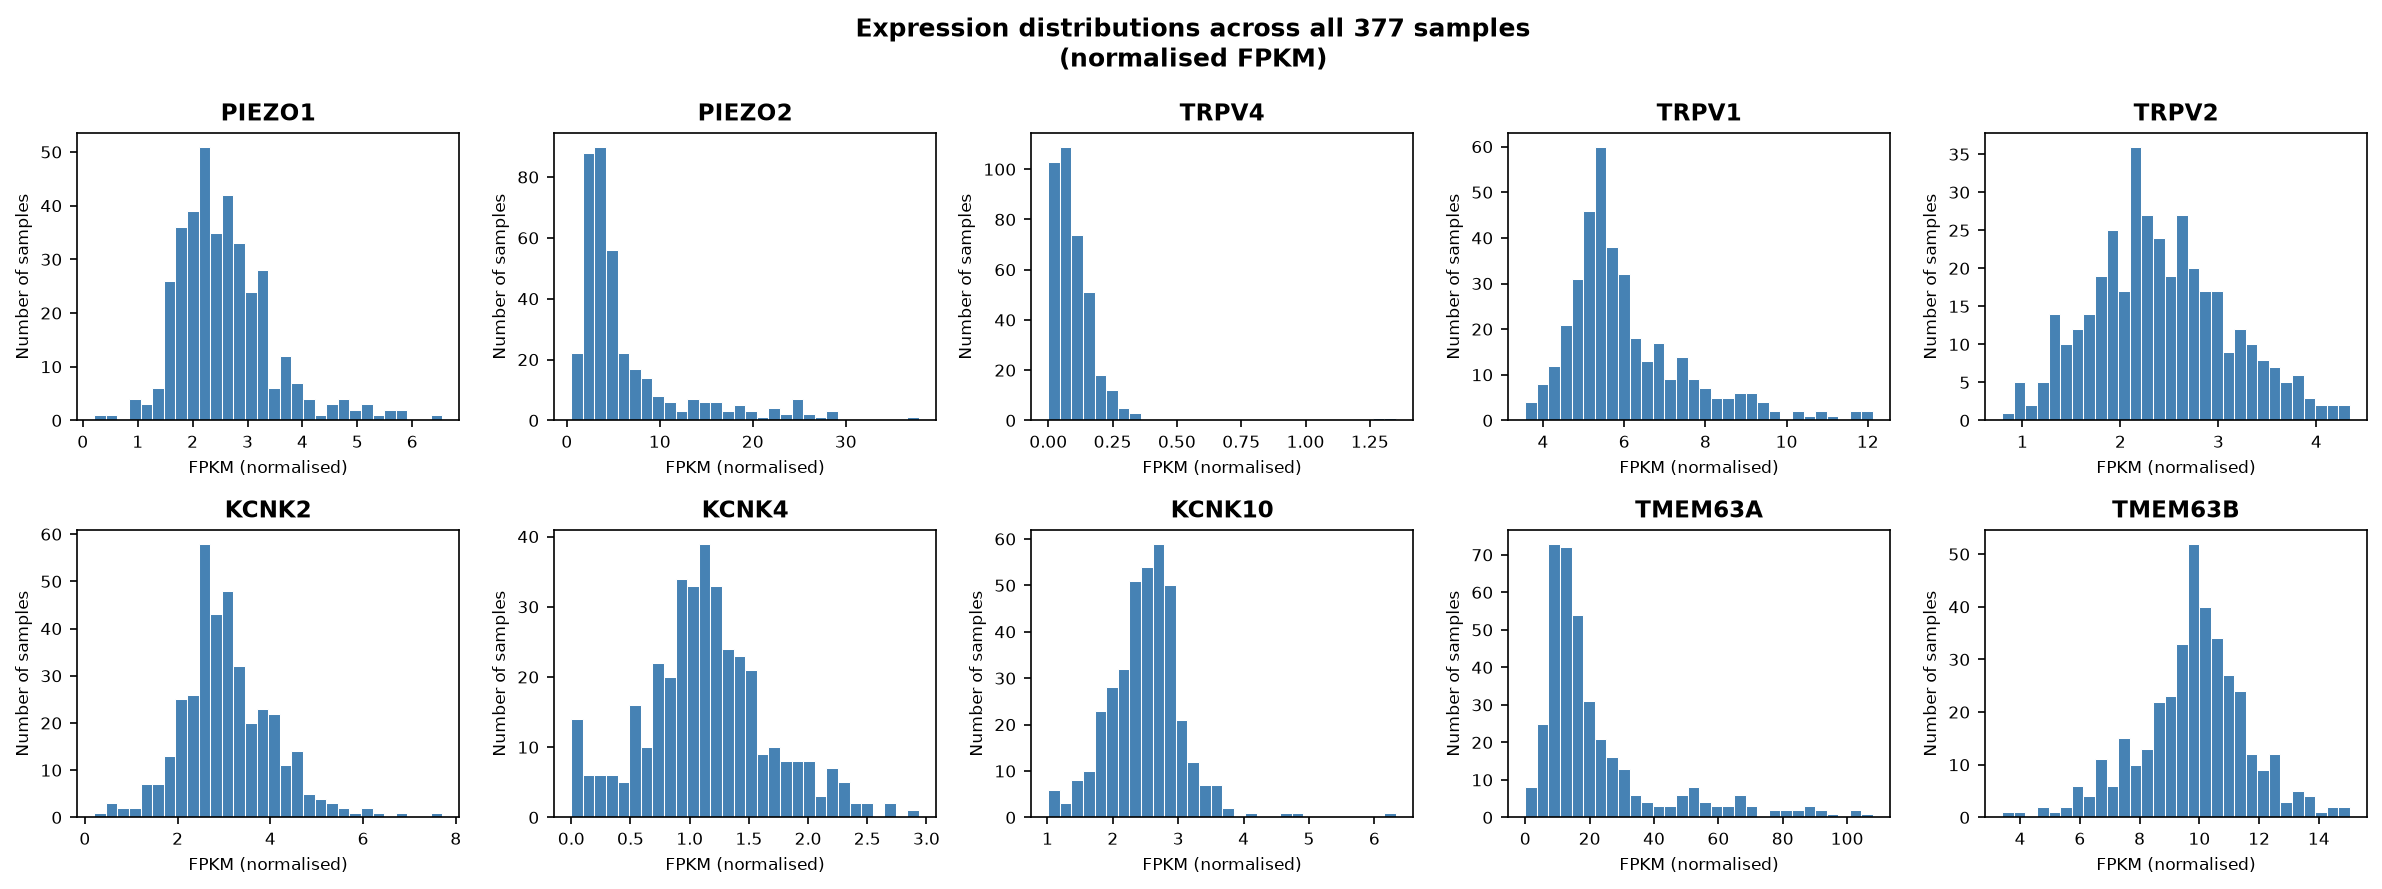 Expression distributions across all 377 samples
(normalised FPKM)
PIEZO1
50
40
30
20
10
0
Number of samples
0 1 2 3 4 5 6
FPKM (normalised)
PIEZO2
80
60
40
20
0
Number of samples
0 10 20 30
FPKM (normalised)
TRPV4
100
80
60
40
20
0
Number of samples
0.00 0.25 0.50 0.75 1.00 1.25
FPKM (normalised)
TRPV1
60
50
40
30
20
10
0
Number of samples
4 6 8 10 12
FPKM (normalised)
TRPV2
35
30
25
20
15
10
5
0
Number of samples
1 2 3 4
FPKM (normalised)
KCNK2
60
50
40
30
20
10
0
Number of samples
0 2 4 6 8
FPKM (normalised)
KCNK4
40
30
20
10
0
Number of samples
0.0 0.5 1.0 1.5 2.0 2.5 3.0
FPKM (normalised)
KCNK10
60
50
40
30
20
10
0
Number of samples
1 2 3 4 5 6
FPKM (normalised)
TMEM63A
70
60
50
40
30
20
10
0
Number of samples
0 20 40 60 80 100
FPKM (normalised)
TMEM63B
50
40
30
20
10
0
Number of samples
4 6 8 10 12 14
FPKM (normalised)